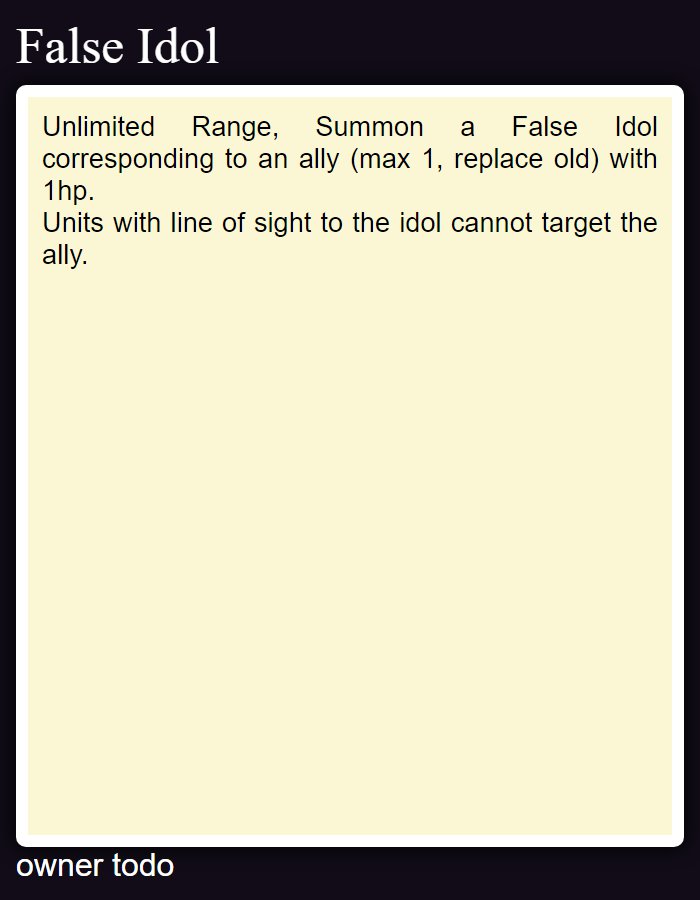 False Idol
Unlimited Range, Summon a False Idol
corresponding to an ally (max 1, replace old) with
1hp.
Units with line of sight to the idol cannot target the
ally.
owner todo